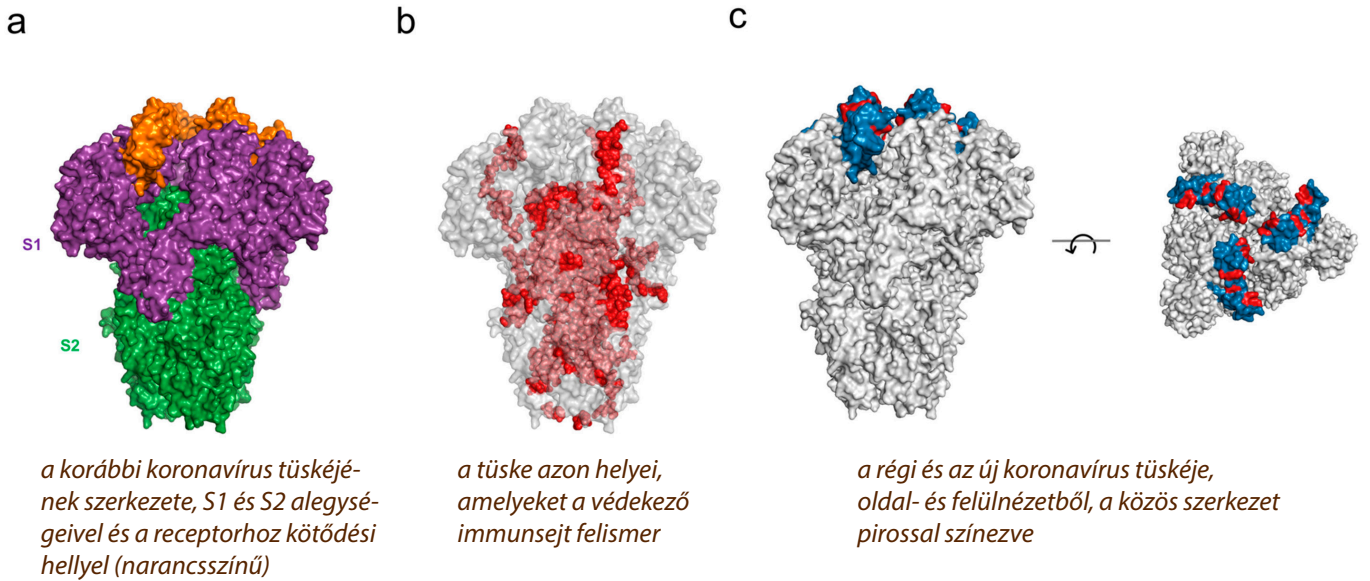 a
b
c
S1
S2
a korábbi koronavírus tüskéjé-
nek szerkezete, S1 és S2 alegysé-
geivel és a receptorhoz kötődési
hellyel (narancsszínű)
a tüske azon helyei,
amelyeket a védekező
immunsejt felismer
a régi és az új koronavírus tüskéje,
oldal- és felülnézetből, a közös szerkezet
pirossal színezve